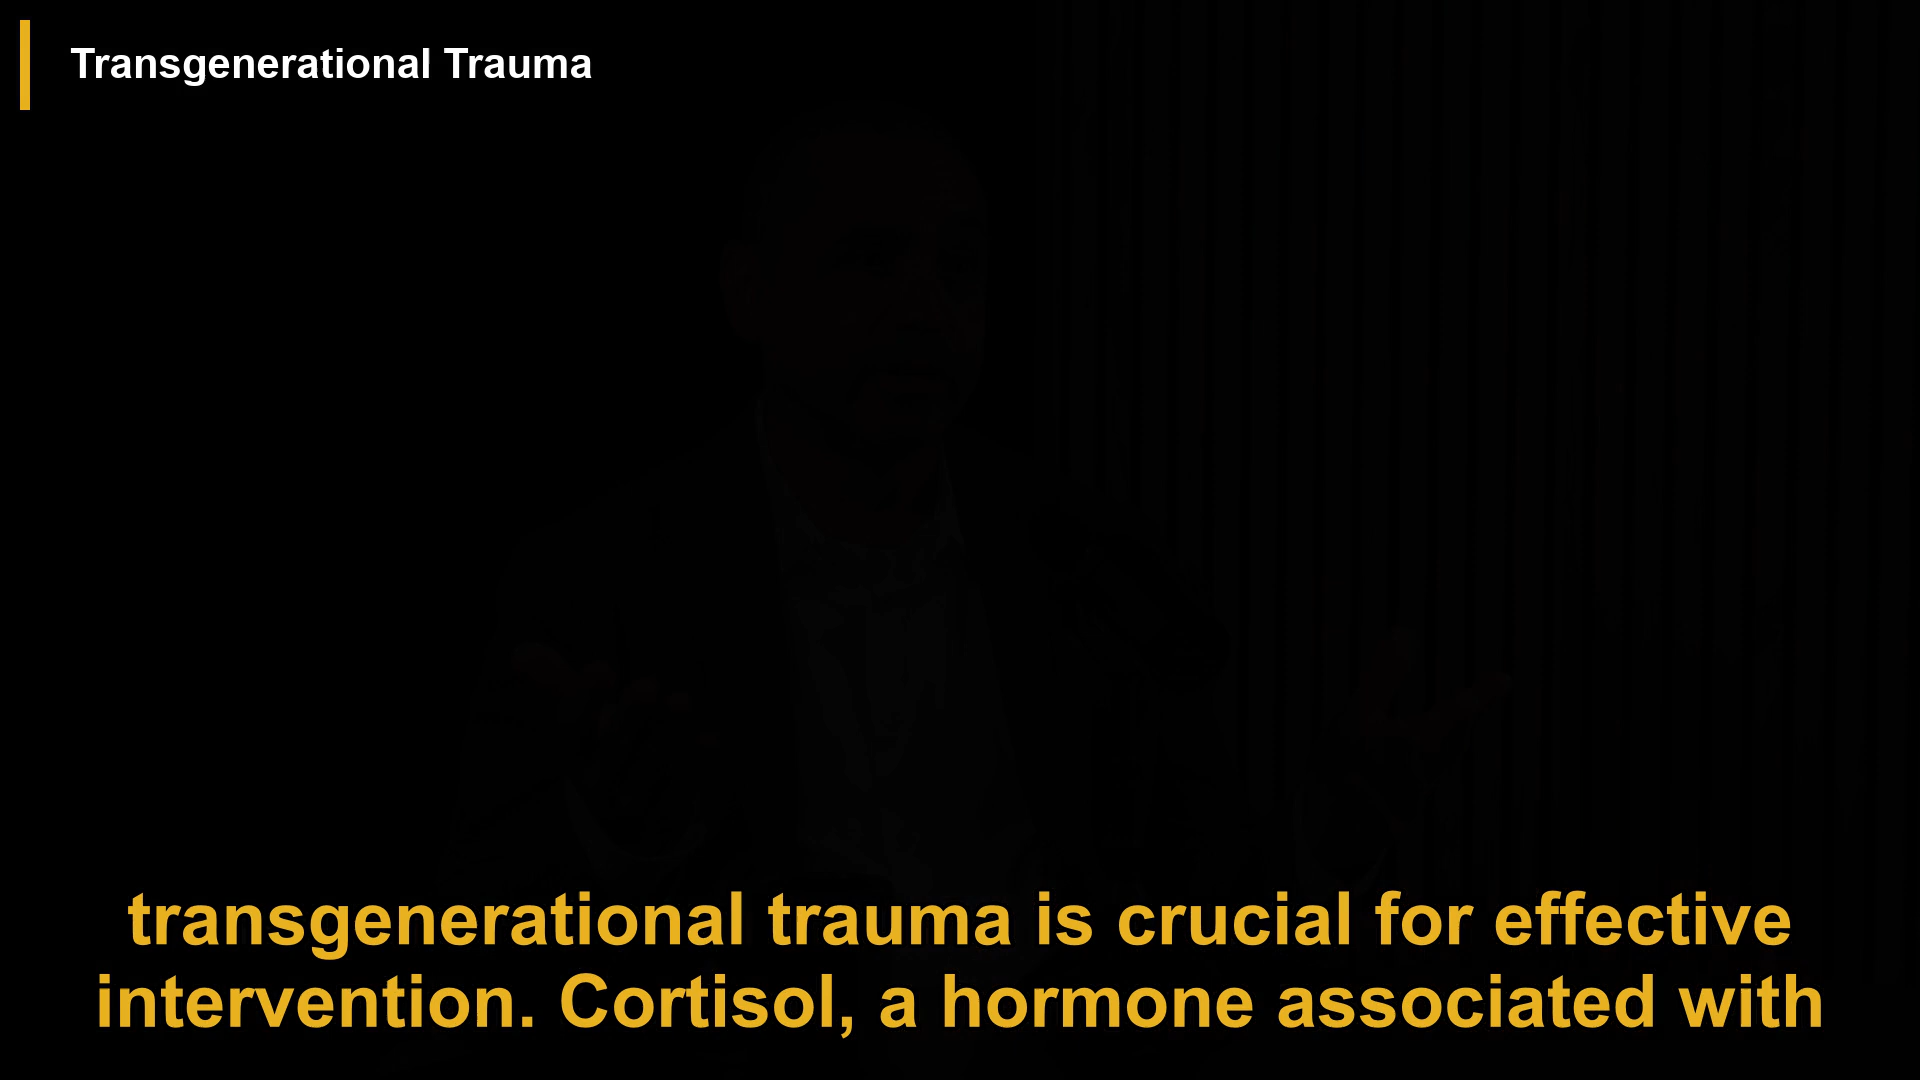 Transgenerational Trauma
transgenerational trauma is crucial for effective
intervention. Cortisol, a hormone associated with